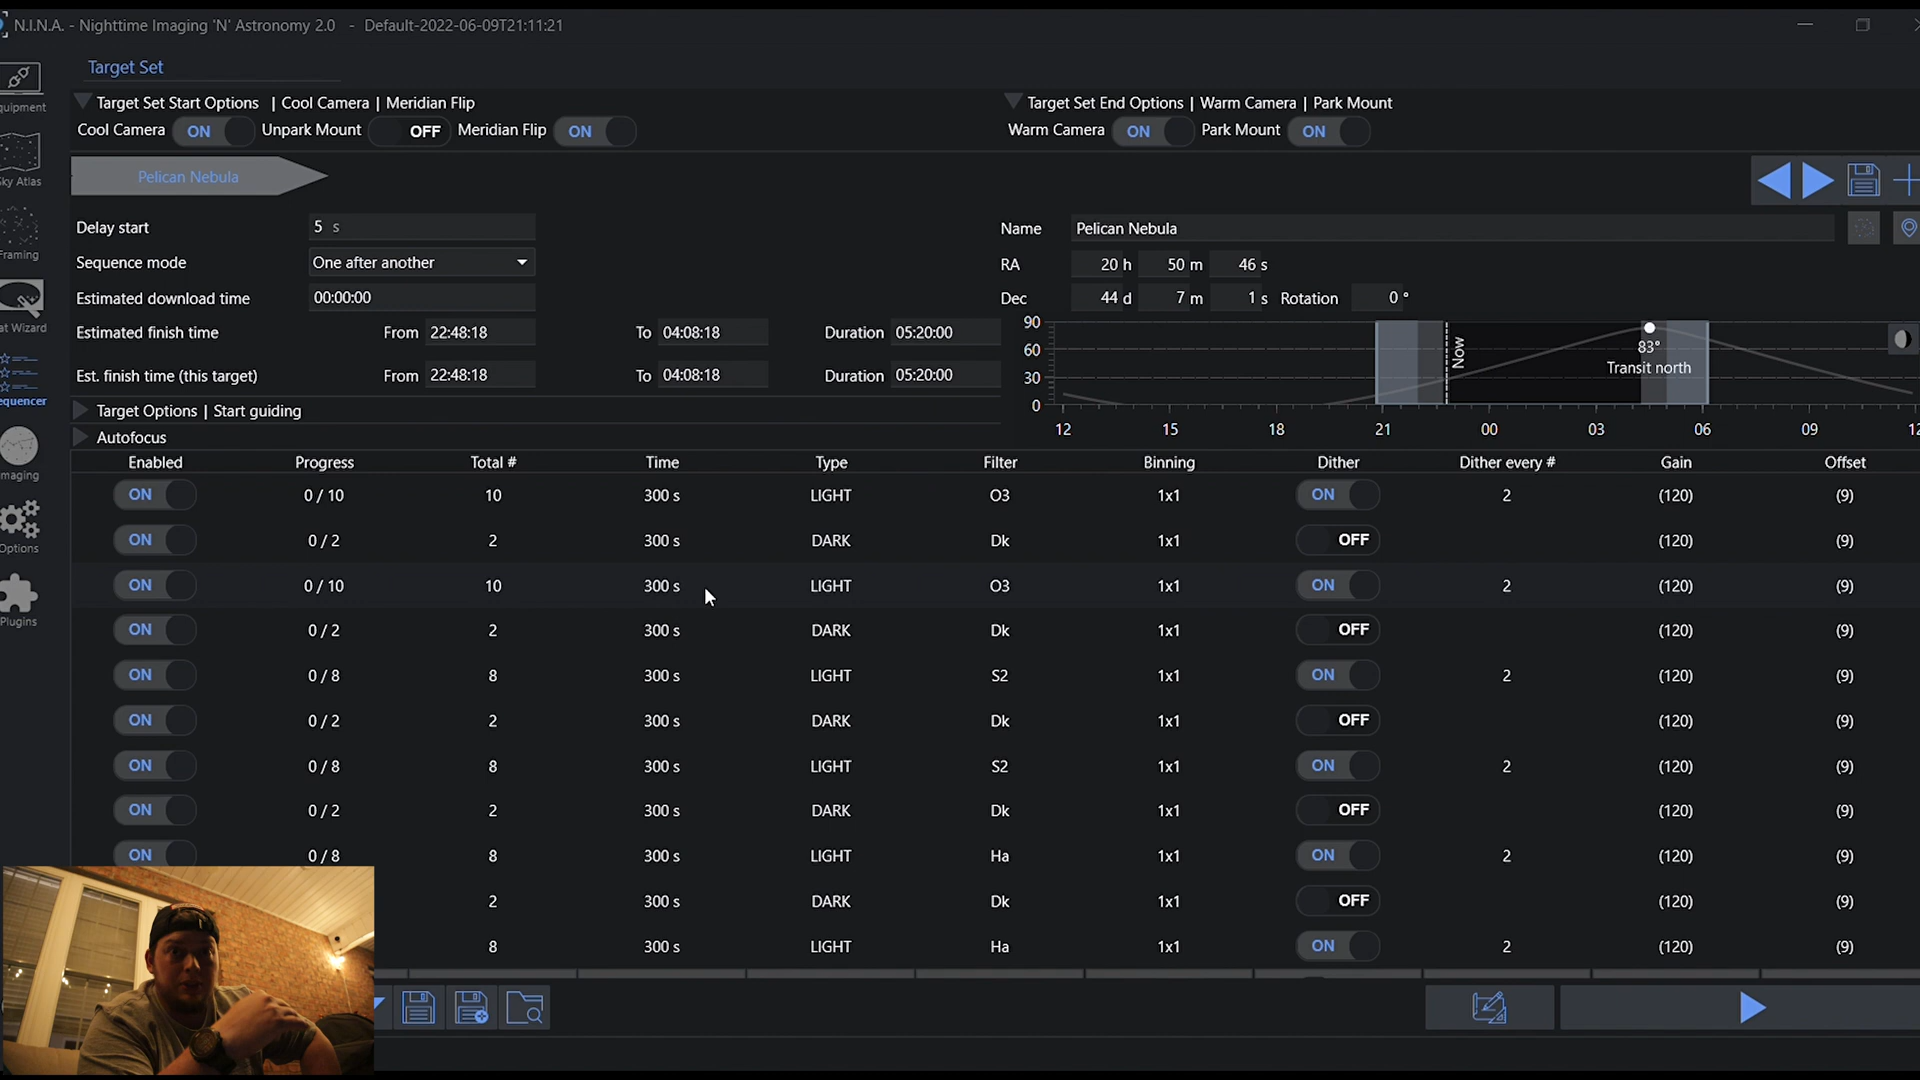 N.I.N.A. - Nighttime Imaging 'N' Astronomy 2.0 - Default-2022-06-09T21:11:21
Target Set
Target Set Start Options | Cool Camera | Meridian Flip
Target Set End Options | Warm Camera | Park Mount
Cool Camera ON Unpark Mount OFF Meridian Flip ON
Warm Camera ON Park Mount ON
quipment
ky Atlas
Framing
at Wizard
equencer
maging
Options
Plugins
Pelican Nebula
Delay start 5 s
Name Pelican Nebula
Sequence mode One after another
RA 20 h 50 m 46 s
Estimated download time 00:00:00
Dec 44 d 7 m 1 s Rotation 0 °
Estimated finish time From 22:48:18 To 04:08:18 Duration 05:20:00
Est. finish time (this target) From 22:48:18 To 04:08:18 Duration 05:20:00
90
60
30
0
Now
83°
Transit north
12 15 18 21 00 03 06 09 12
Target Options | Start guiding
Autofocus
Enabled Progress Total # Time Type Filter Binning Dither Dither every # Gain Offset
ON 0 / 10 10 300 s LIGHT O3 1x1 ON 2 (120) (9)
ON 0 / 2 2 300 s DARK Dk 1x1 OFF (120) (9)
ON 0 / 10 10 300 s LIGHT O3 1x1 ON 2 (120) (9)
ON 0 / 2 2 300 s DARK Dk 1x1 OFF (120) (9)
ON 0 / 8 8 300 s LIGHT S2 1x1 ON 2 (120) (9)
ON 0 / 2 2 300 s DARK Dk 1x1 OFF (120) (9)
ON 0 / 8 8 300 s LIGHT S2 1x1 ON 2 (120) (9)
ON 0 / 2 2 300 s DARK Dk 1x1 OFF (120) (9)
ON 0 / 8 8 300 s LIGHT Ha 1x1 ON 2 (120) (9)
2 300 s DARK Dk 1x1 OFF (120) (9)
8 300 s LIGHT Ha 1x1 ON 2 (120) (9)